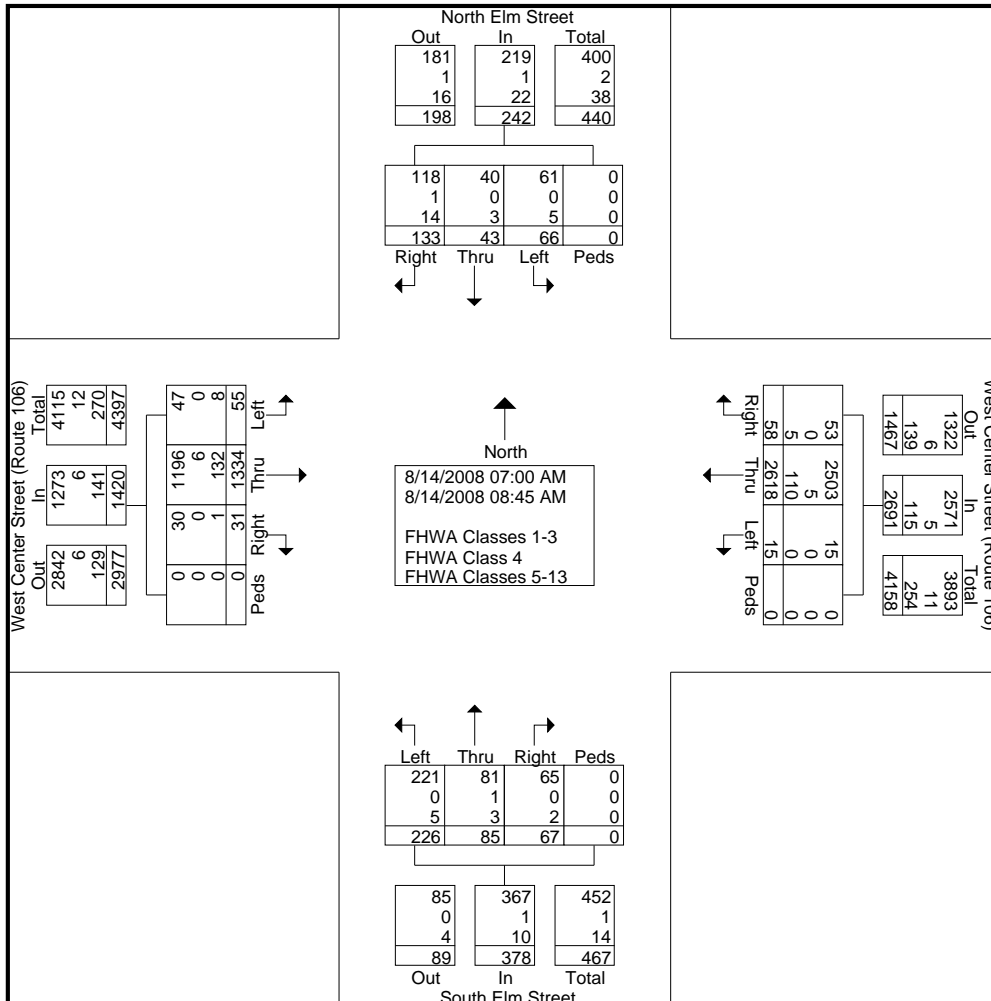 North Elm Street
Out In Total
181 219 400
1 1 2
16 22 38
198 242 440
118 40 61 0
1 0 0 0
14 3 5 0
133 43 66 0
Right Thru Left Peds
West Center Street (Route 106)
Total In Out
4115 1273 2842
12 6 6
270 141 129
4397 1420 2977
47 1196 30 0
0 6 0 0
8 132 1 0
55 1334 31 0
Left Thru Right Peds
North
8/14/2008 07:00 AM
8/14/2008 08:45 AM
FHWA Classes 1-3
FHWA Class 4
FHWA Classes 5-13
West Center Street (Route 106)
Out In Total
1322 2571 3893
6 5 11
139 115 254
1467 2691 4158
53 2503 15 0
0 5 0 0
5 110 0 0
58 2618 15 0
Right Thru Left Peds
Left Thru Right Peds
221 81 65 0
0 1 0 0
5 3 2 0
226 85 67 0
85 367 452
0 1 1
4 10 14
89 378 467
Out In Total
South Elm Street